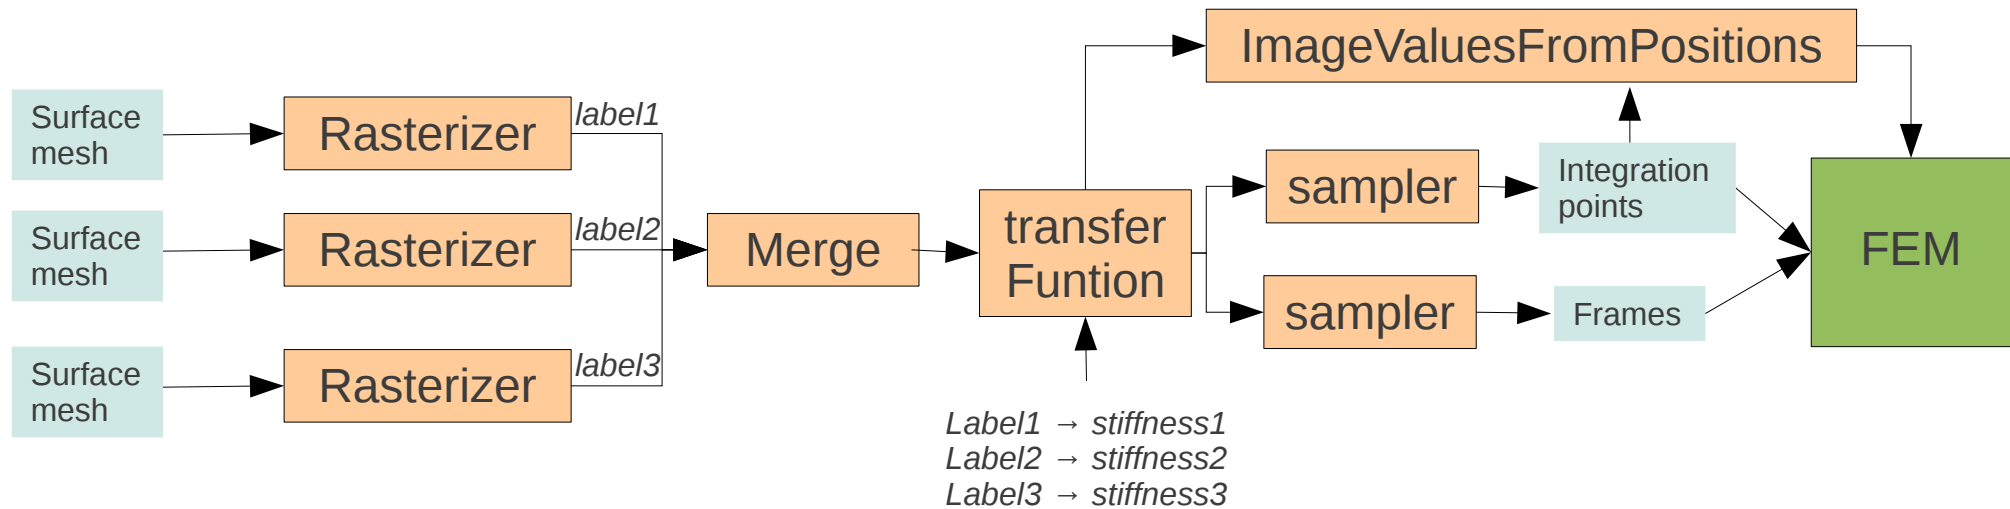 ImageValuesFromPositions
Surface
mesh
Rasterizer
label1
Surface
mesh
Rasterizer
label2
Surface
mesh
Rasterizer
label3
Merge
transfer
Funtion
Label1 → stiffness1
Label2 → stiffness2
Label3 → stiffness3
sampler
Integration
points
sampler
Frames
FEM